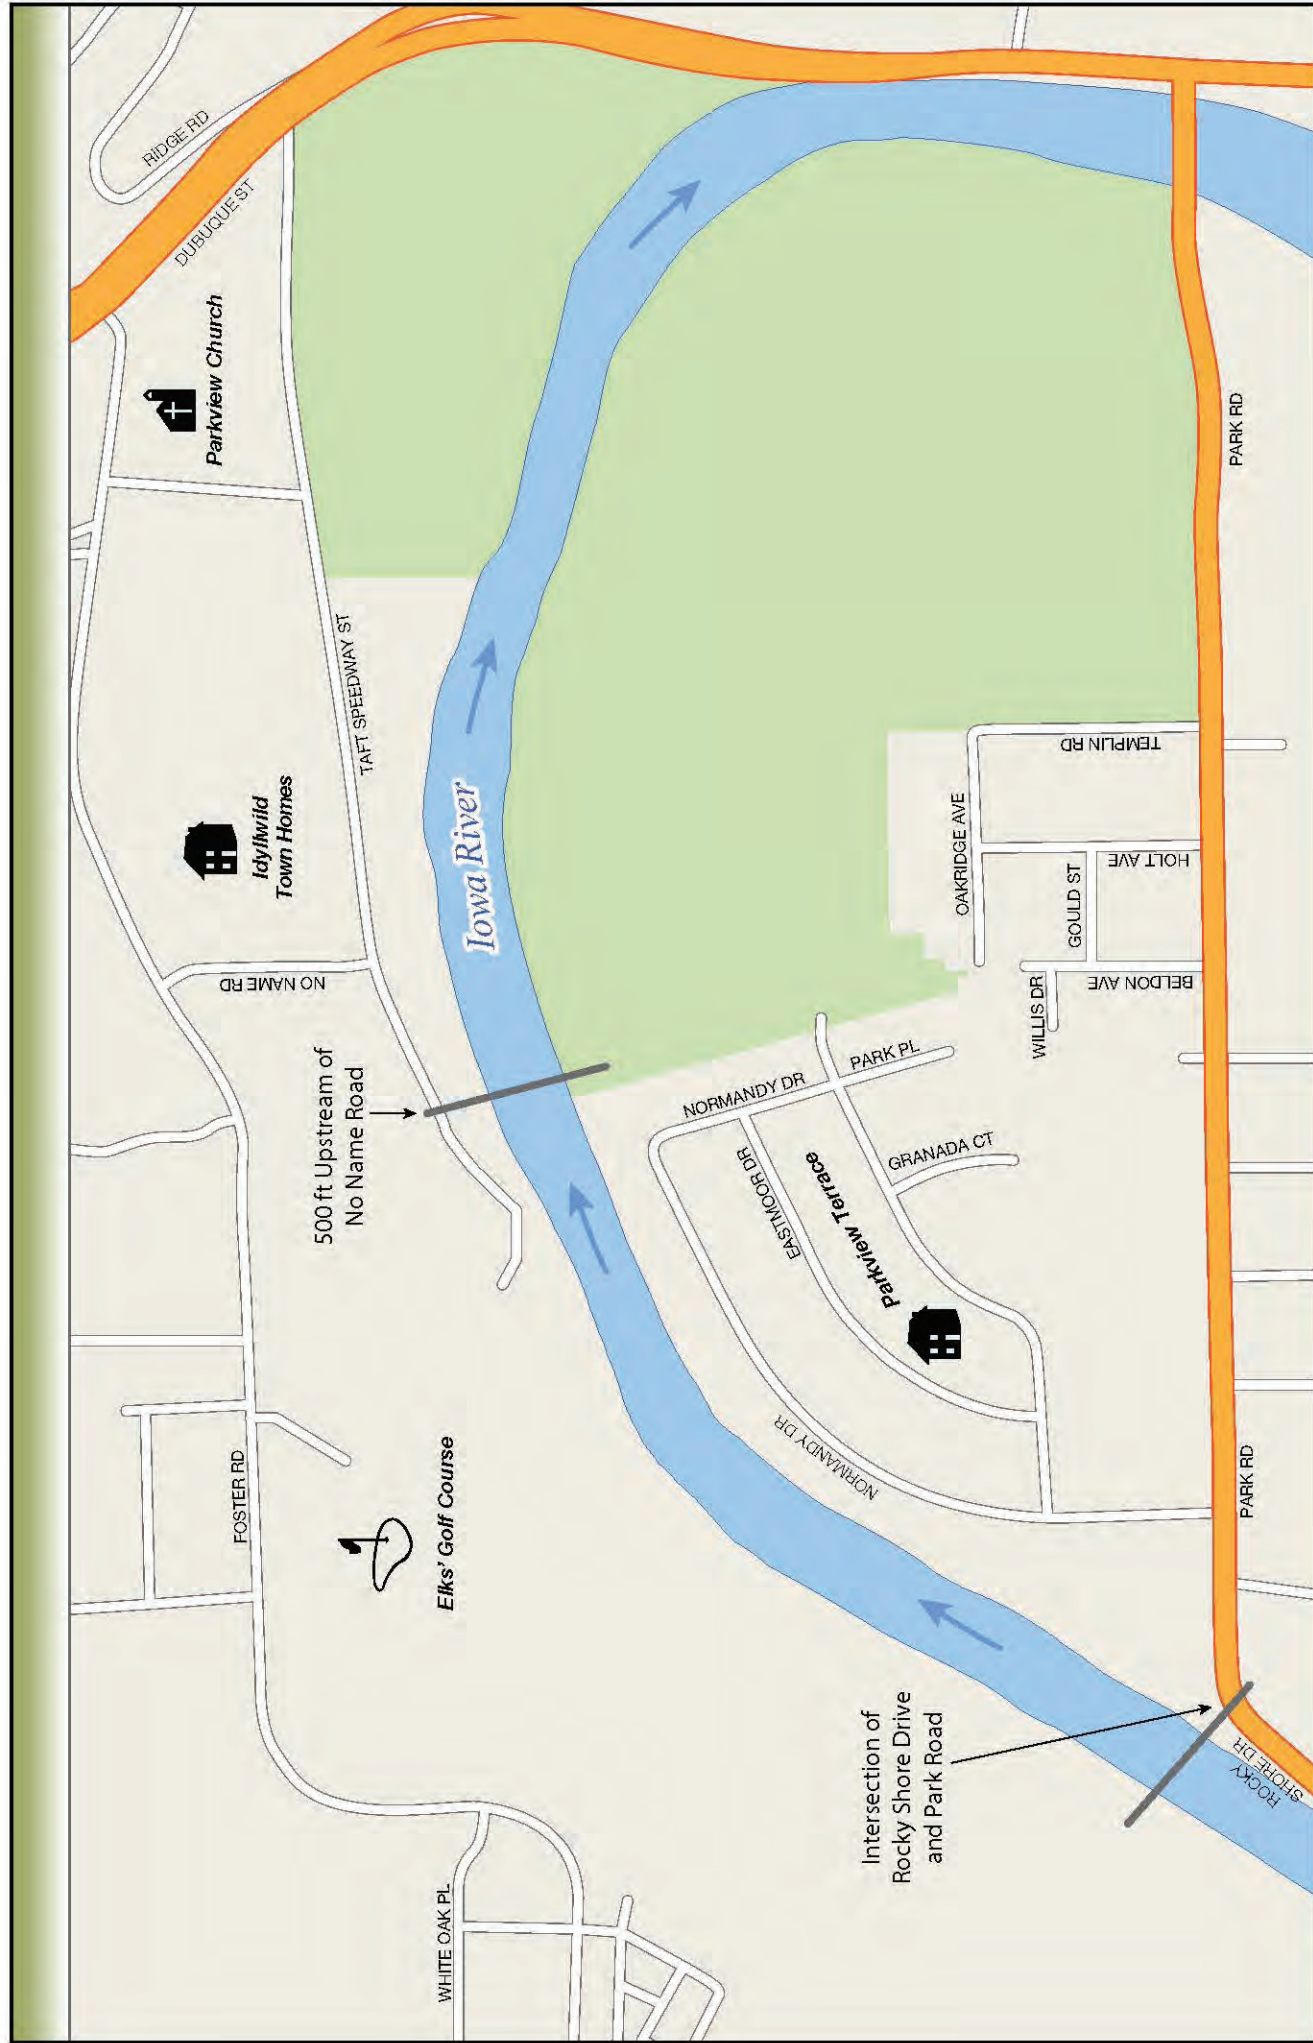 RIDGE RD
DUBUQUE ST
Parkview Church
TAFT SPEEDWAY ST
Idyllwild
Town Homes
NO NAME RD
500 ft Upstream of
No Name Road
Iowa River
FOSTER RD
Elks' Golf Course
WHITE OAK PL
PARK RD
TEMPLIN RD
OAKRIDGE AVE
HOLT AVE
GOULD ST
BELDON AVE
WILLIS DR
PARK PL
NORMANDY DR
GRANADA CT
EASTMOOR DR
Parkview Terrace
NORMANDY DR
PARK RD
Intersection of
Rocky Shore Drive
and Park Road
ROCKY
SHORE DR